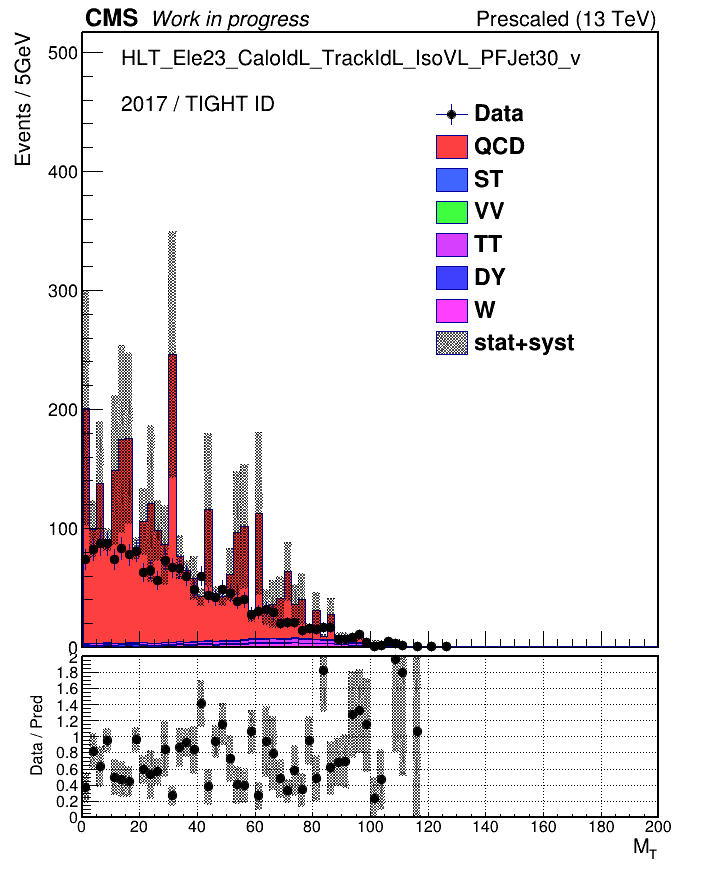 CMS Work in progress Prescaled (13 TeV)
Events / 5GeV
500
400
300
200
100
0
HLT_Ele23_CaloIdL_TrackIdL_IsoVL_PFJet30_v
2017 / TIGHT ID
Data
QCD
ST
VV
TT
DY
W
stat+syst
Data / Pred
2
1.8
1.6
1.4
1.2
1
0.8
0.6
0.4
0.2
0
0 20 40 60 80 100 120 140 160 180 200
M_T